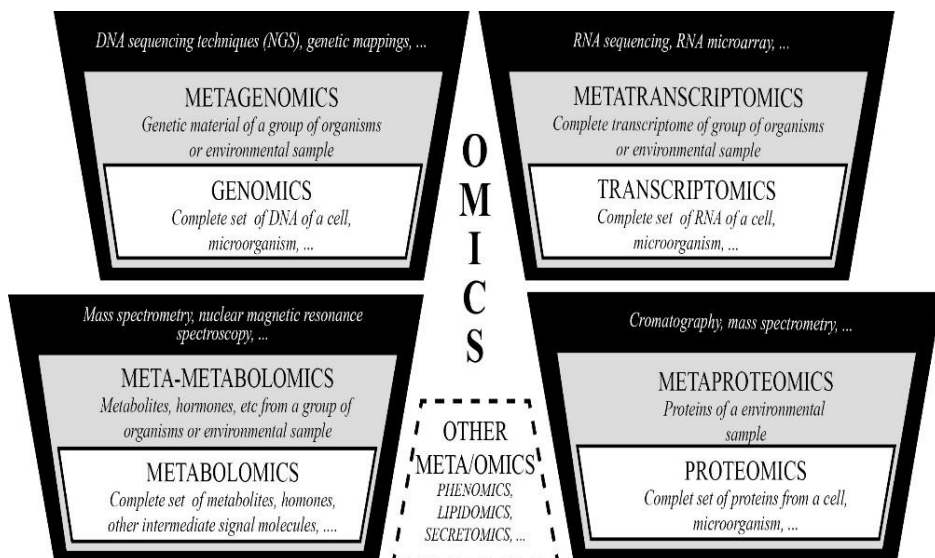 DNA sequencing techniques (NGS), genetic mappings, ...
METAGENOMICS
Genetic material of a group of organisms
or environmental sample
GENOMICS
Complete set of DNA of a cell,
microorganism, ...
RNA sequencing, RNA microarray, ...
METATRANSCRIPTOMICS
Complete transcriptome of group of organisms
or environmental sample
TRANSCRIPTOMICS
Complete set of RNA of a cell,
microorganism, ...
O
M
I
C
S
Mass spectrometry, nuclear magnetic resonance
spectroscopy, ...
META-METABOLOMICS
Metabolites, hormones, etc from a group of
organisms or environmental sample
METABOLOMICS
Complete set of metabolites, homones,
other intermediate signal molecules, ....
OTHER
META/OMICS
PHENOMICS,
LIPIDOMICS,
SECRETOMICS, ...
Cromatography, mass spectrometry, ...
METAPROTEOMICS
Proteins of a environmental
sample
PROTEOMICS
Complet set of proteins from a cell,
microorganism, ...